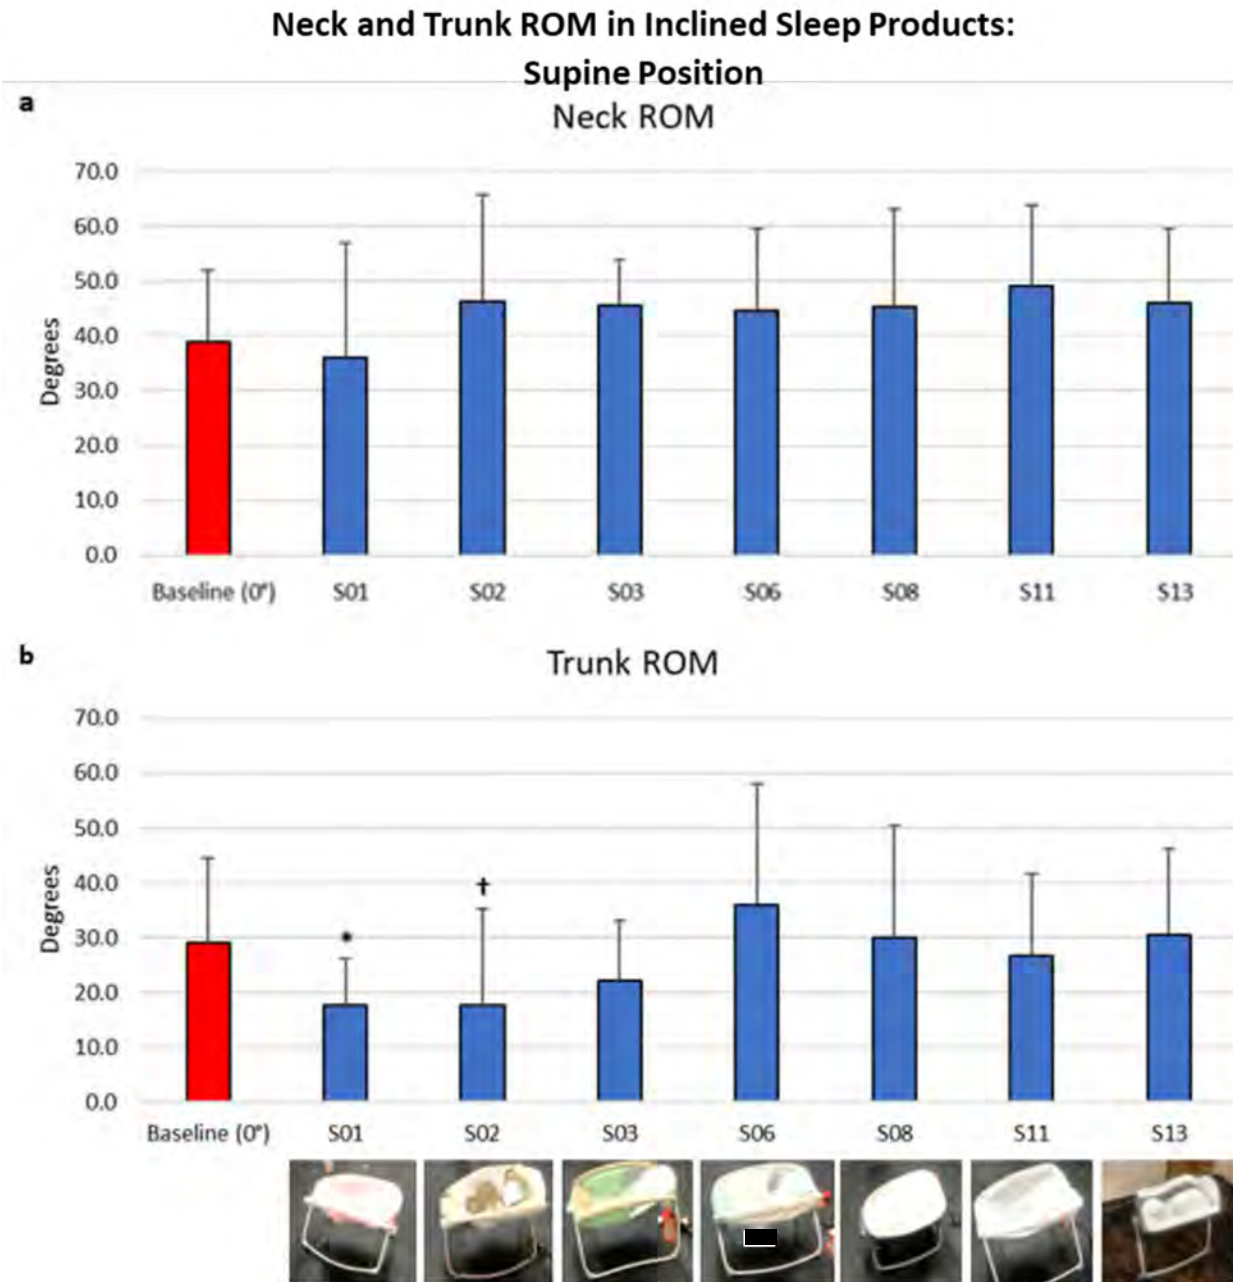 Neck and Trunk ROM in Inclined Sleep Products:
Supine Position
a
Neck ROM
70.0
60.0
50.0
40.0
30.0
20.0
10.0
0.0
Degrees
Baseline (0°) S01 S02 S03 S06 S08 S11 S13
b
Trunk ROM
70.0
60.0
50.0
40.0
30.0
20.0
10.0
0.0
Degrees
*
†
Baseline (0°) S01 S02 S03 S06 S08 S11 S13